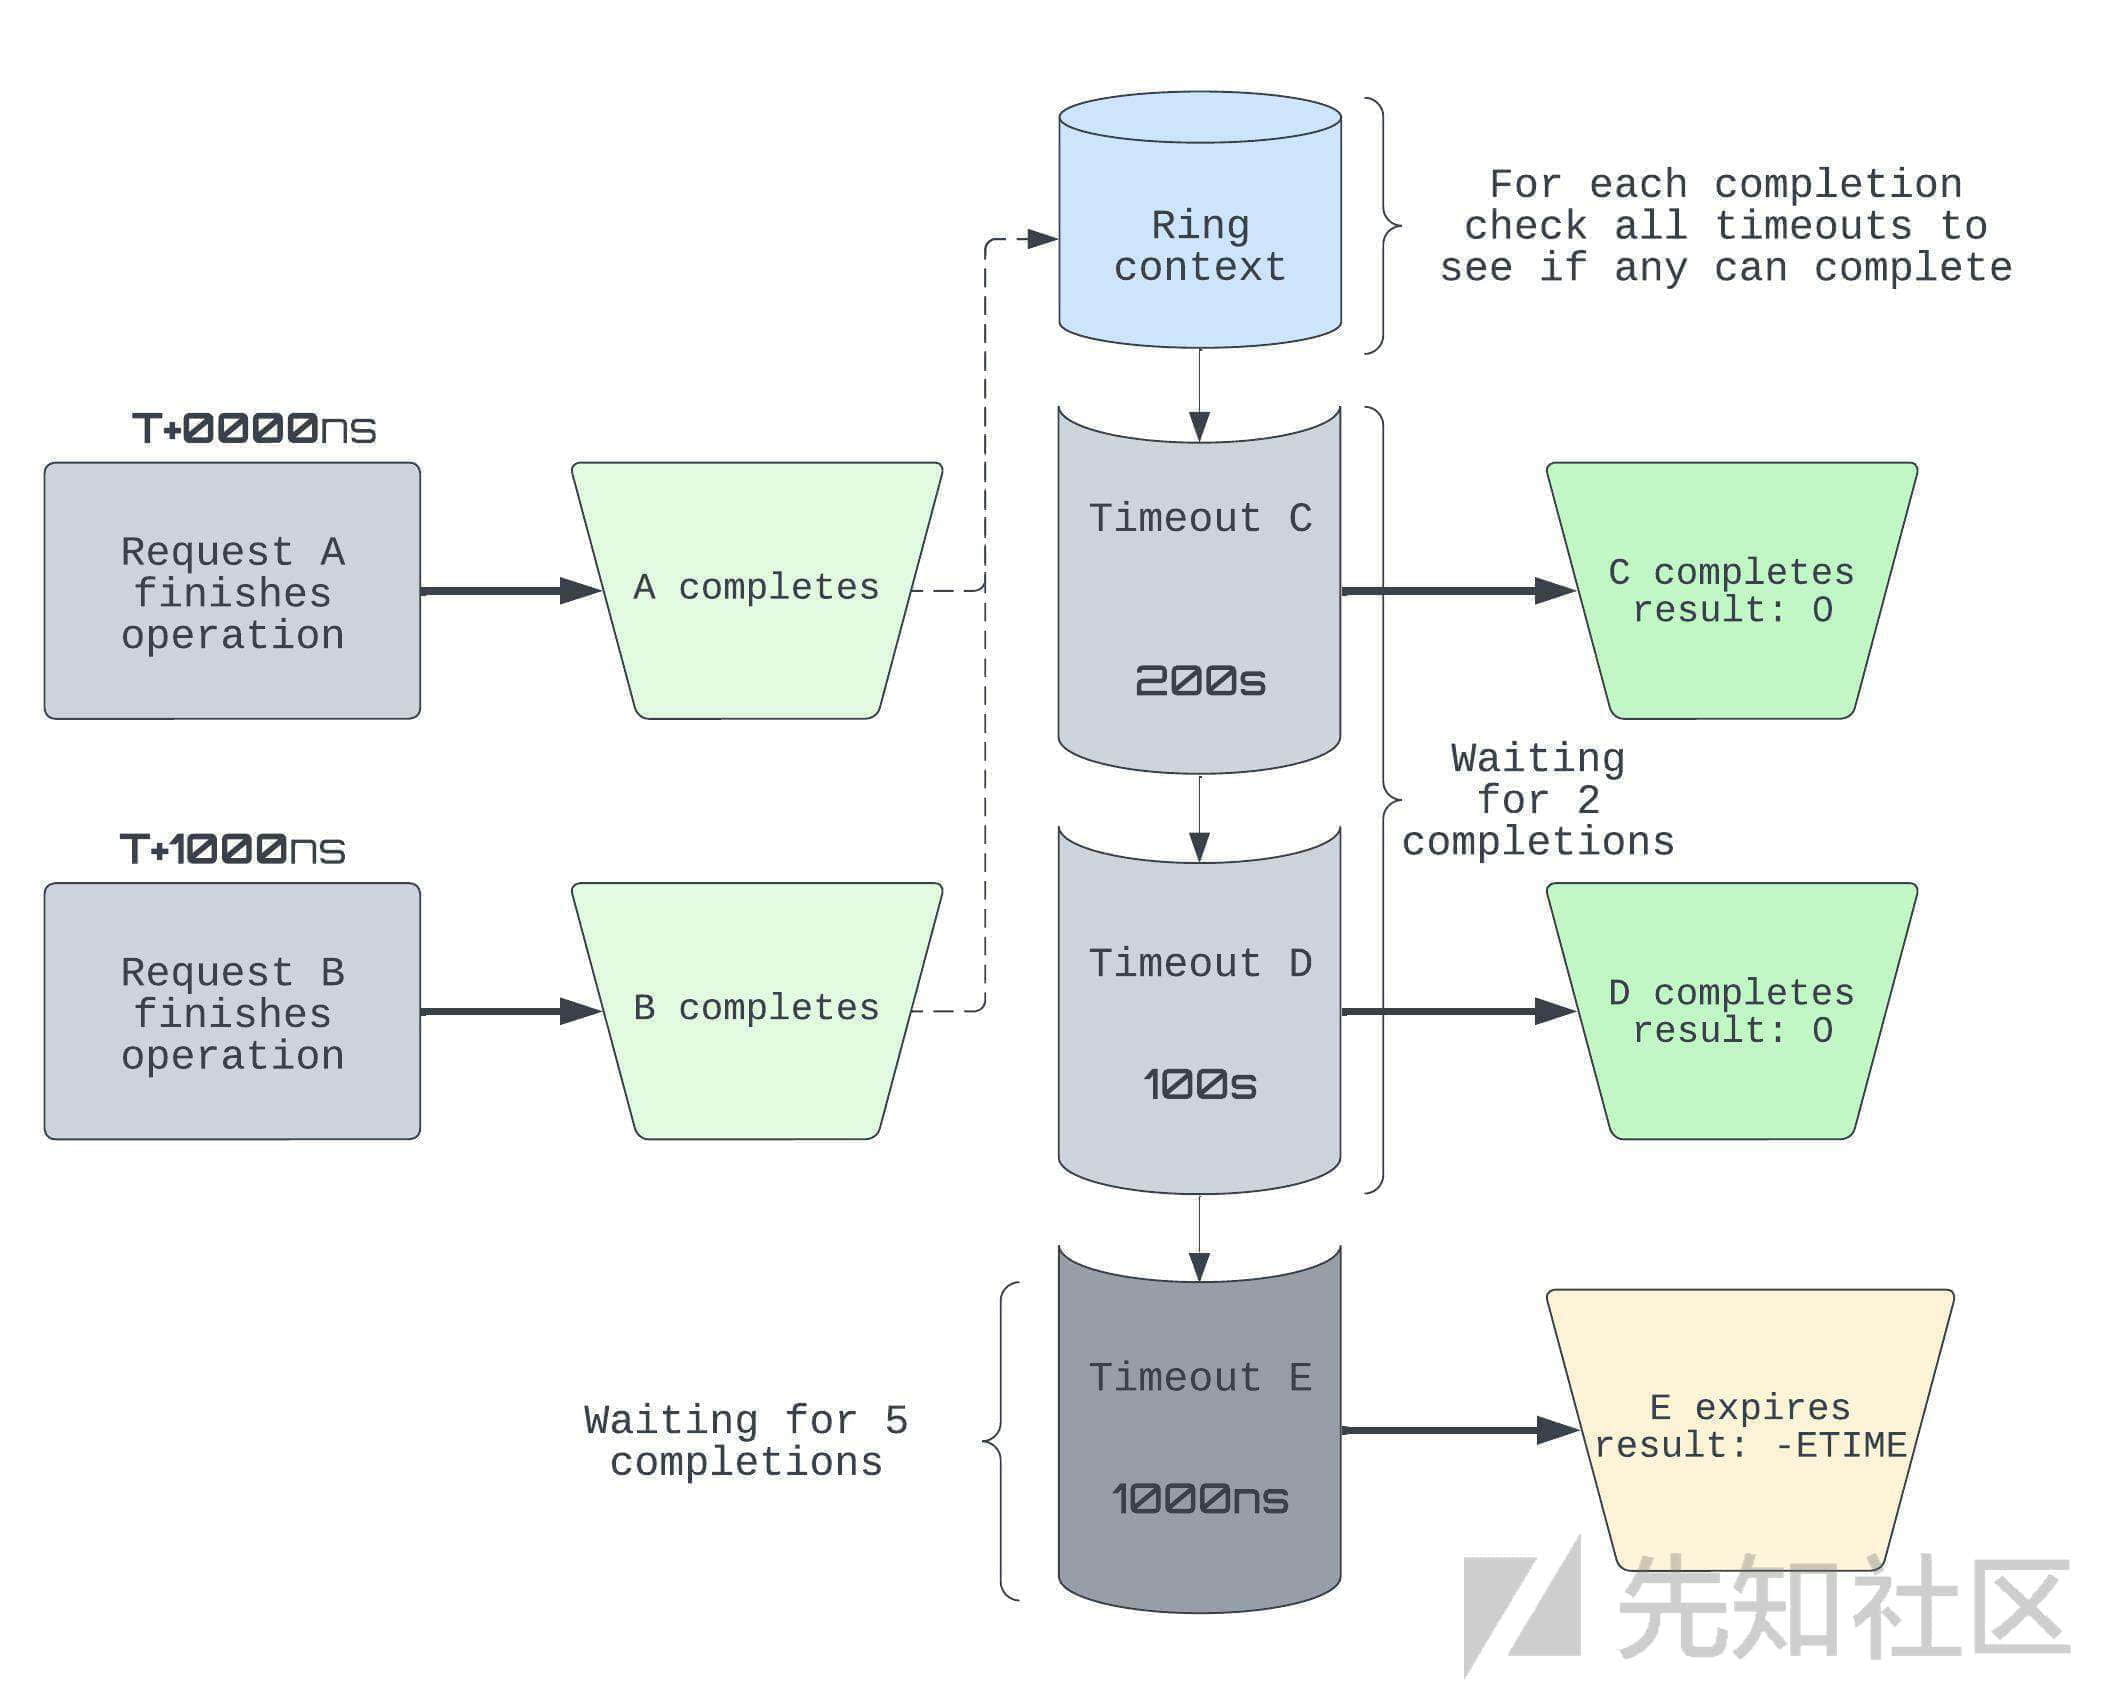 Ring
context
For each completion
check all timeouts to
see if any can complete
T+0000ns
Request A
finishes
operation
A completes
Timeout C
200s
C completes
result: 0
Waiting
for 2
completions
T+1000ns
Request B
finishes
operation
B completes
Timeout D
100s
D completes
result: 0
Waiting for 5
completions
Timeout E
1000ns
E expires
result: -ETIME
先知社区